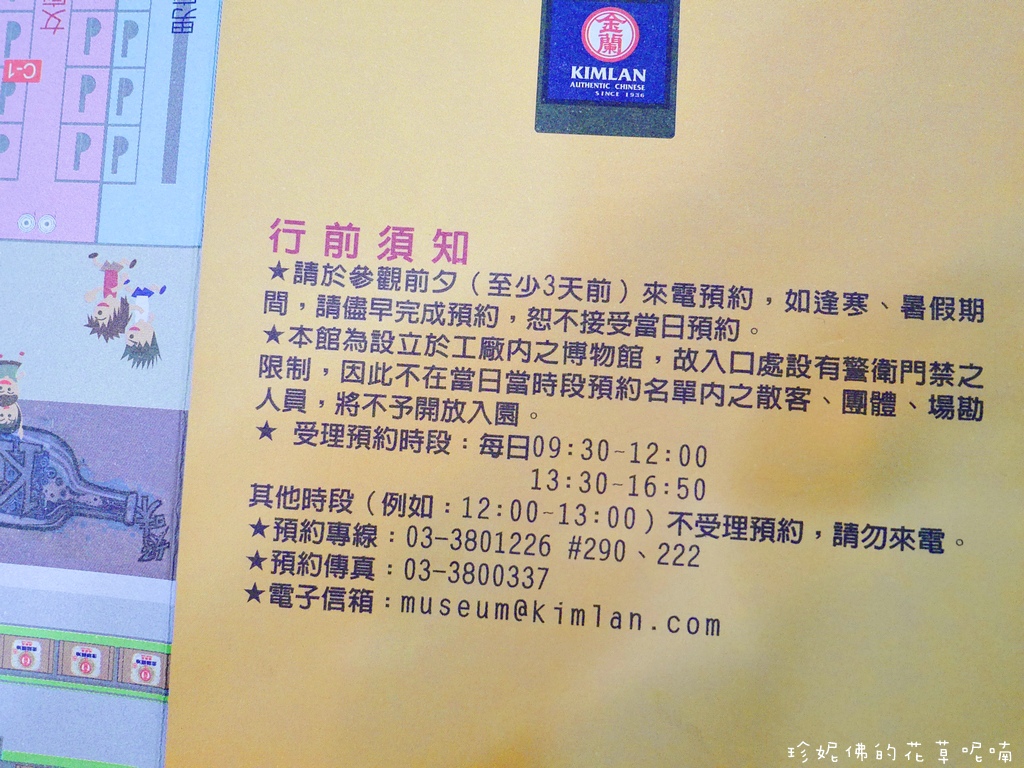 金
蘭
KIMLAN
AUTHENTIC CHINESE
SINCE 1936
C-1
行前須知
★請於參觀前夕（至少3天前）來電預約，如逢寒、暑假期
間，請儘早完成預約，恕不接受當日預約。
★本館為設立於工廠內之博物館，故入口處設有警衛門禁之
限制，因此不在當日當時段預約名單內之散客、團體、場勘
人員，將不予開放入園。
★ 受理預約時段：每日09:30~12:00
13:30~16:50
其他時段（例如：12:00~13:00）不受理預約，請勿來電。
★預約專線：03-3801226 #290、222
★預約傳真：03-3800337
★電子信箱：museum@kimlan.com
珍妮佛的花草呢喃